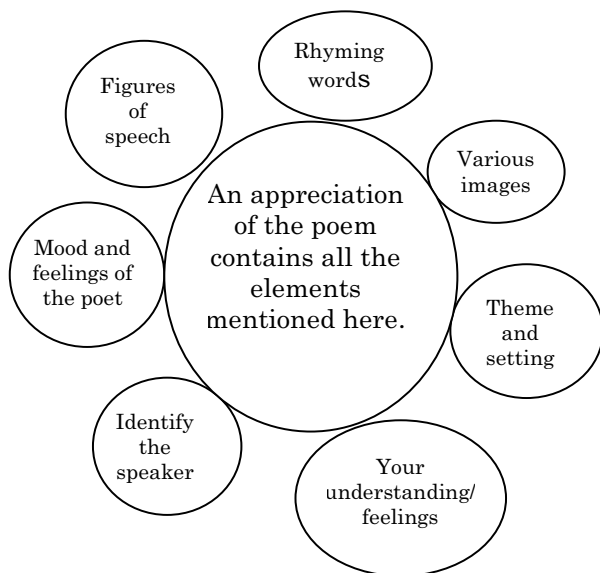 Rhyming
words
Figures
of
speech
Various
images
An appreciation
of the poem
contains all the
elements
mentioned here.
Mood and
feelings of
the poet
Theme
and
setting
Identify
the
speaker
Your
understanding/
feelings